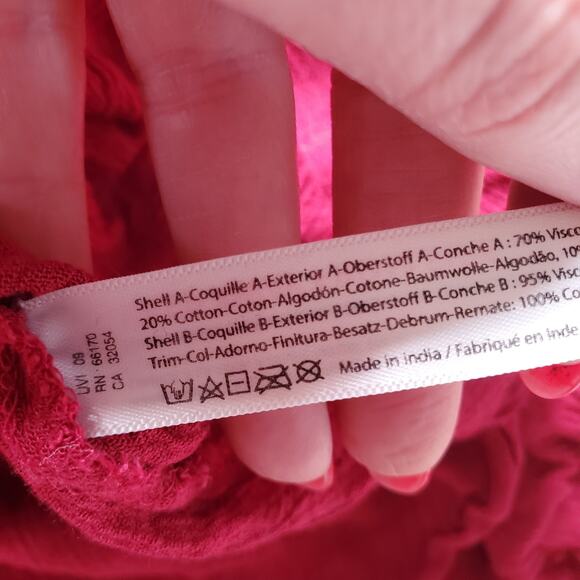 Shell A-Coquille A-Exterior A-Oberstoff A-Conche A : 70% Visco
20% Cotton-Coton-Algodón-Cotone-Baumwolle-Algodão, 10%
Shell B-Coquille B-Exterior B-Oberstoff B-Conche B : 95% Visco
Trim-Col-Adorno-Finitura-Besatz-Debrum-Remate: 100% Co
Made in india / Fabriqué en Inde
UVI 09
RN : 66170
CA 32054